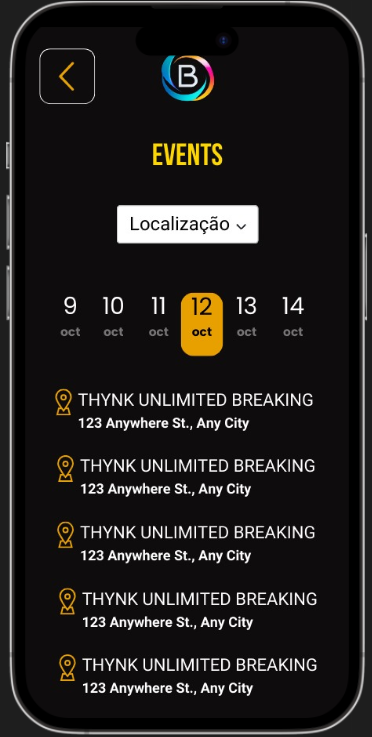 B
EVENTS
Localização
9 10 11 12 13 14
oct oct oct oct oct oct
THYNK UNLIMITED BREAKING
123 Anywhere St., Any City
THYNK UNLIMITED BREAKING
123 Anywhere St., Any City
THYNK UNLIMITED BREAKING
123 Anywhere St., Any City
THYNK UNLIMITED BREAKING
123 Anywhere St., Any City
THYNK UNLIMITED BREAKING
123 Anywhere St., Any City